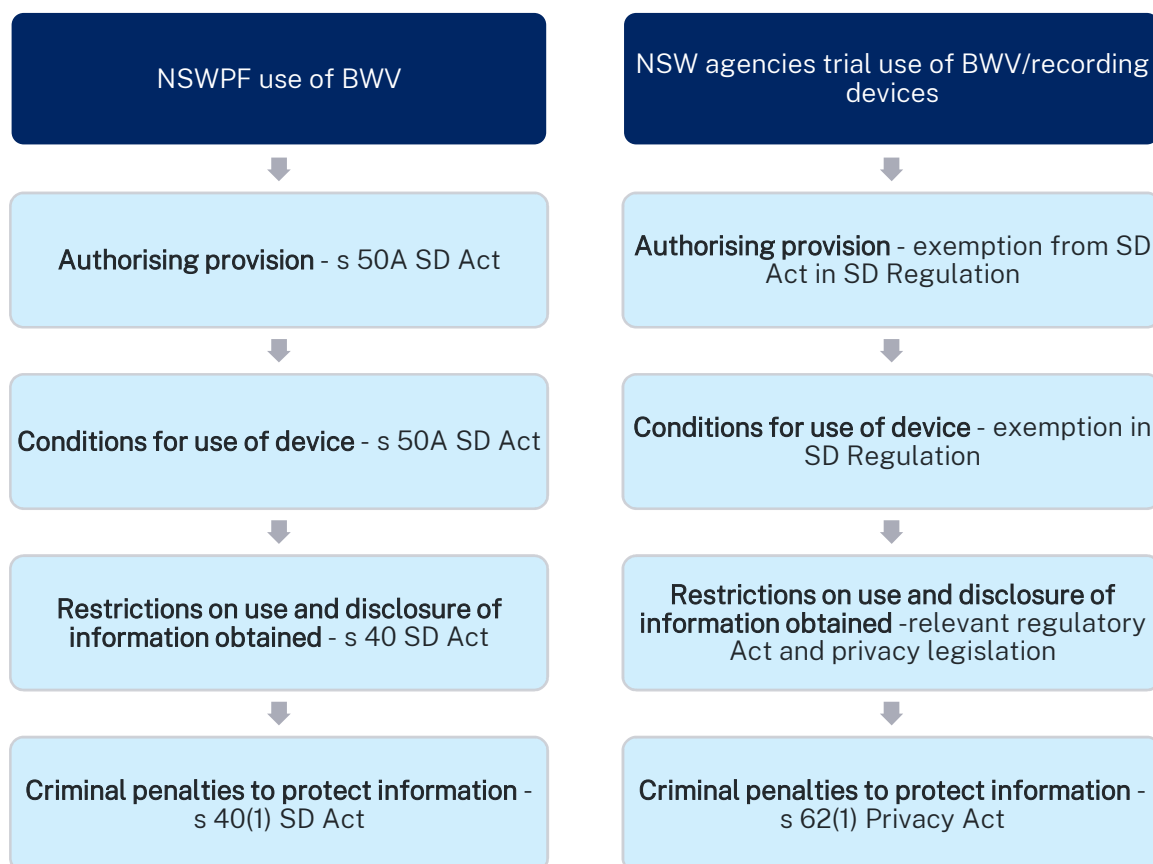 NSWPF use of BWV
Authorising provision - s 50A SD Act
Conditions for use of device - s 50A SD Act
Restrictions on use and disclosure of
information obtained - s 40 SD Act
Criminal penalties to protect information -
s 40(1) SD Act
NSW agencies trial use of BWV/recording
devices
Authorising provision - exemption from SD
Act in SD Regulation
Conditions for use of device - exemption in
SD Regulation
Restrictions on use and disclosure of
information obtained -relevant regulatory
Act and privacy legislation
Criminal penalties to protect information -
s 62(1) Privacy Act